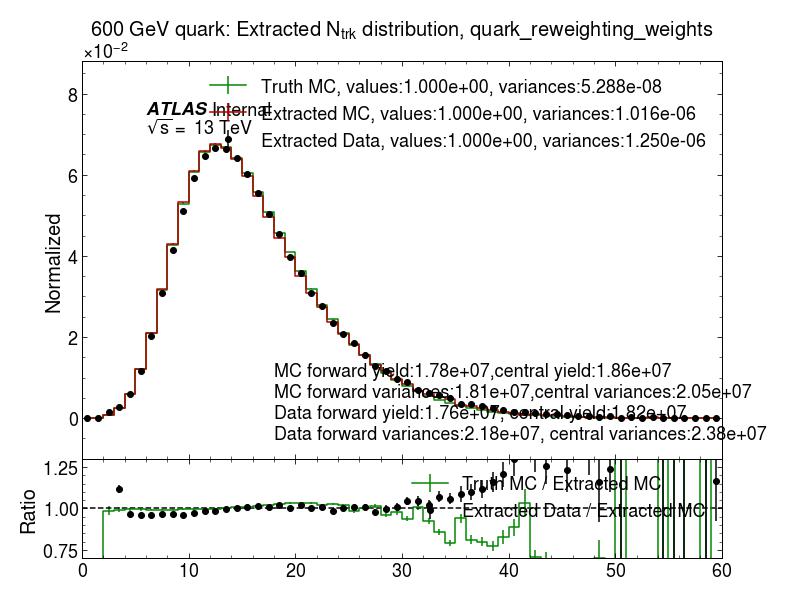 600 GeV quark: Extracted N_trk distribution, quark_reweighting_weights
×10⁻²
Truth MC, values:1.000e+00, variances:5.288e-08
ATLAS Internal
Extracted MC, values:1.000e+00, variances:1.016e-06
√s = 13 TeV
Extracted Data, values:1.000e+00, variances:1.250e-06
8
6
4
2
0
Normalized
MC forward yield:1.78e+07,central yield:1.86e+07
MC forward variances:1.81e+07,central variances:2.05e+07
Data forward yield:1.76e+07, central yield:1.82e+07
Data forward variances:2.18e+07, central variances:2.38e+07
1.25
1.00
0.75
Ratio
Truth MC / Extracted MC
Extracted Data / Extracted MC
0 10 20 30 40 50 60